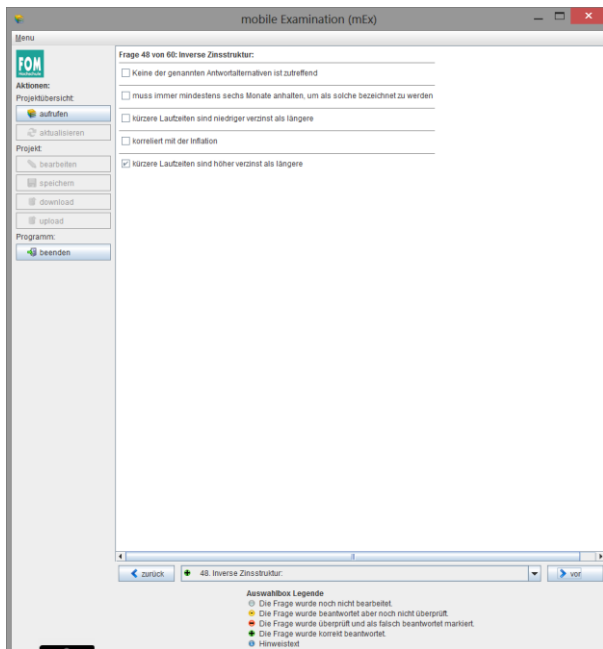 mobile Examination (mEx)
Menu
FOM
Hochschule
Aktionen:
Projektübersicht:
aufrufen
aktualisieren
Projekt:
bearbeiten
speichern
download
upload
Programm:
beenden
Frage 48 von 60: Inverse Zinsstruktur:
Keine der genannten Antwortalternativen ist zutreffend
muss immer mindestens sechs Monate anhalten, um als solche bezeichnet zu werden
kürzere Laufzeiten sind niedriger verzinst als längere
korreliert mit der Inflation
kürzere Laufzeiten sind höher verzinst als längere
zurück
48. Inverse Zinsstruktur:
vor
Auswahlbox Legende
Die Frage wurde noch nicht bearbeitet.
Die Frage wurde beantwortet aber noch nicht überprüft.
Die Frage wurde überprüft und als falsch beantwortet markiert.
Die Frage wurde korrekt beantwortet.
Hinweistext